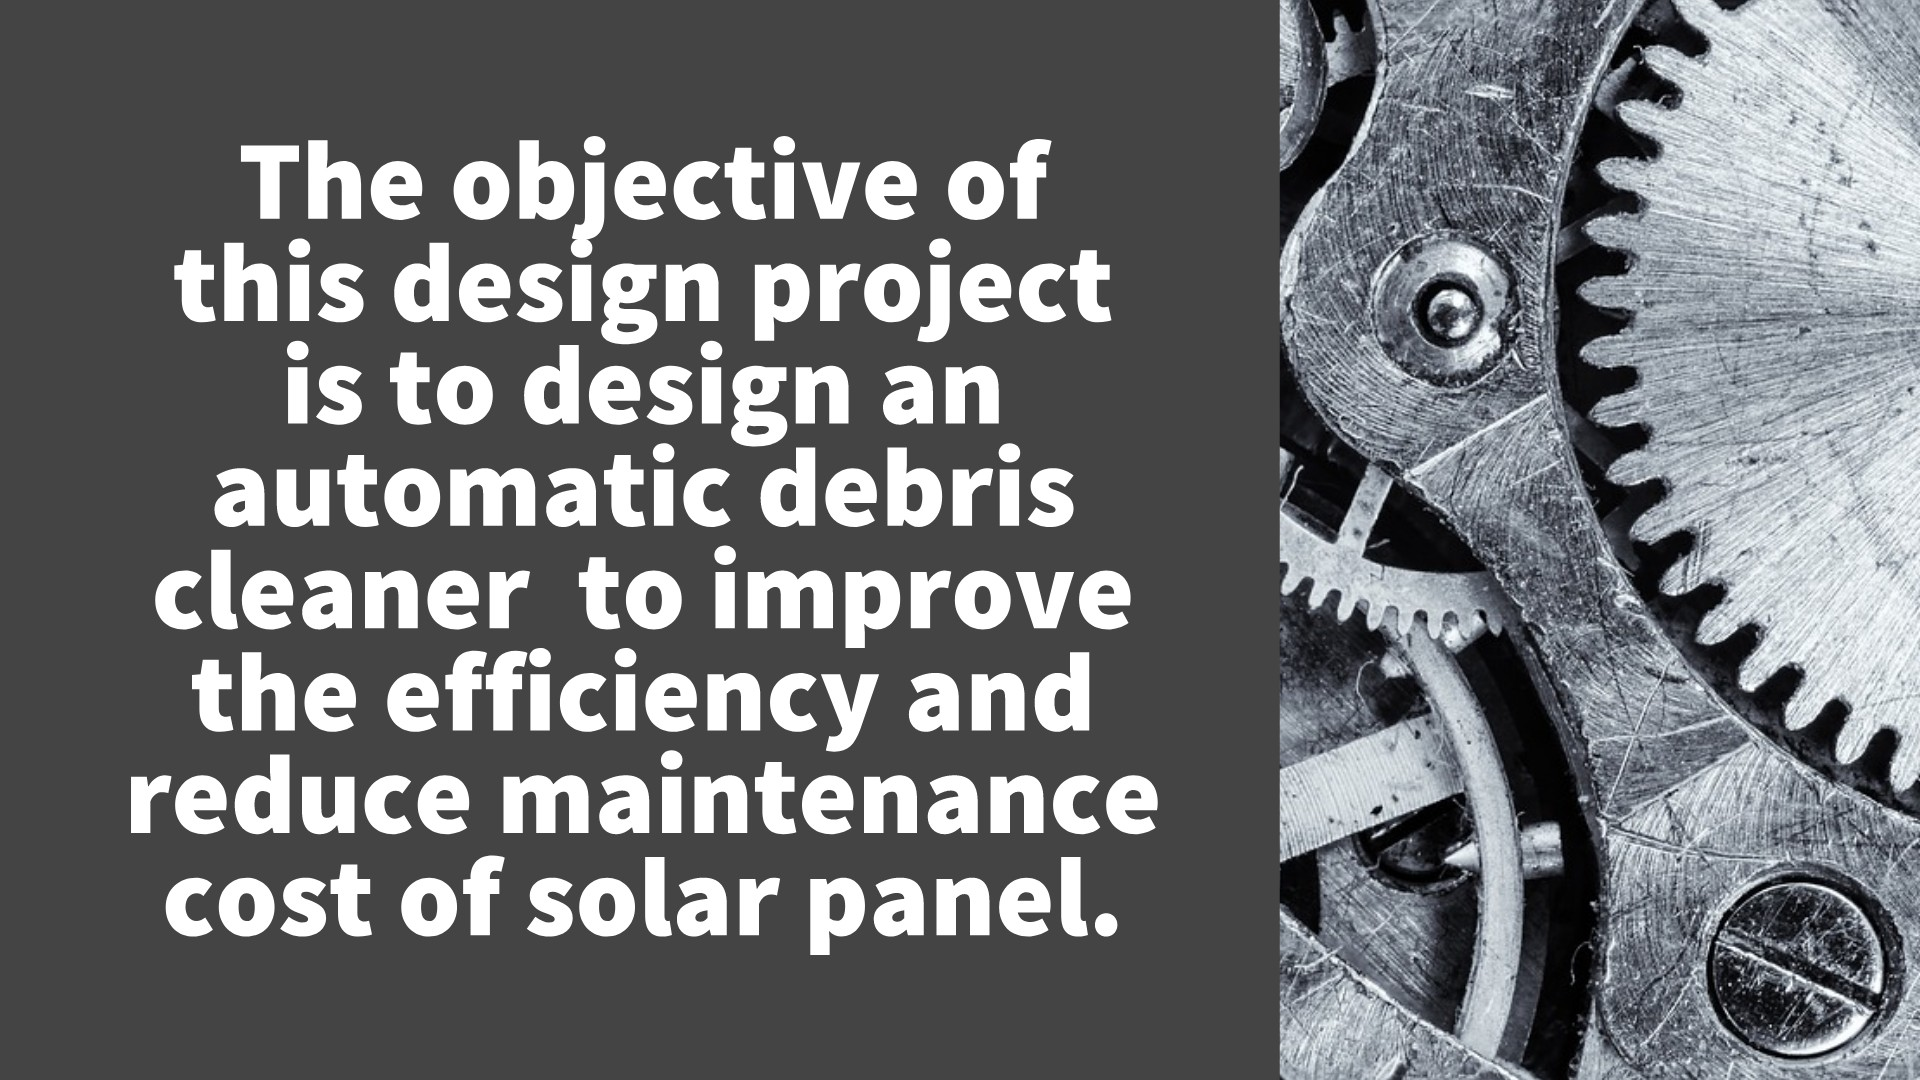 The objective of
this design project
is to design an
automatic debris
cleaner  to improve
the efficiency and
reduce maintenance
cost of solar panel.